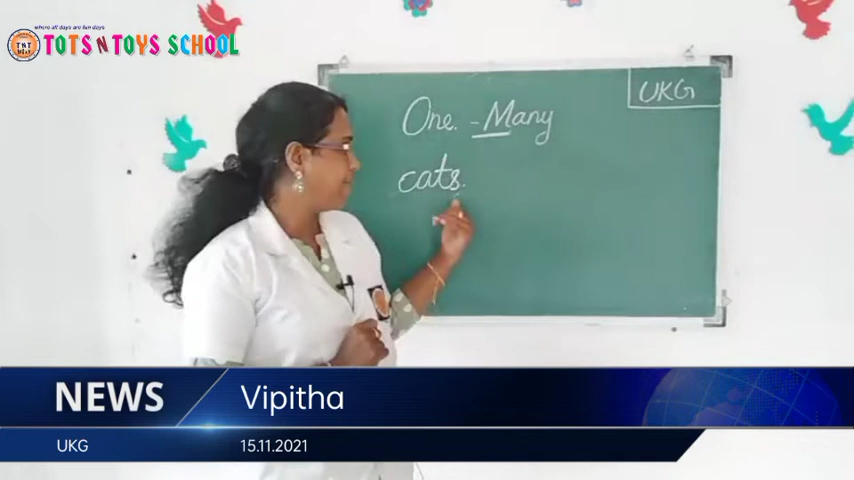 where all days are fun days
TNT
TOTS N TOYS SCHOOL
UKG
One. - Many
cats.
NEWS
Vipitha
UKG
15.11.2021